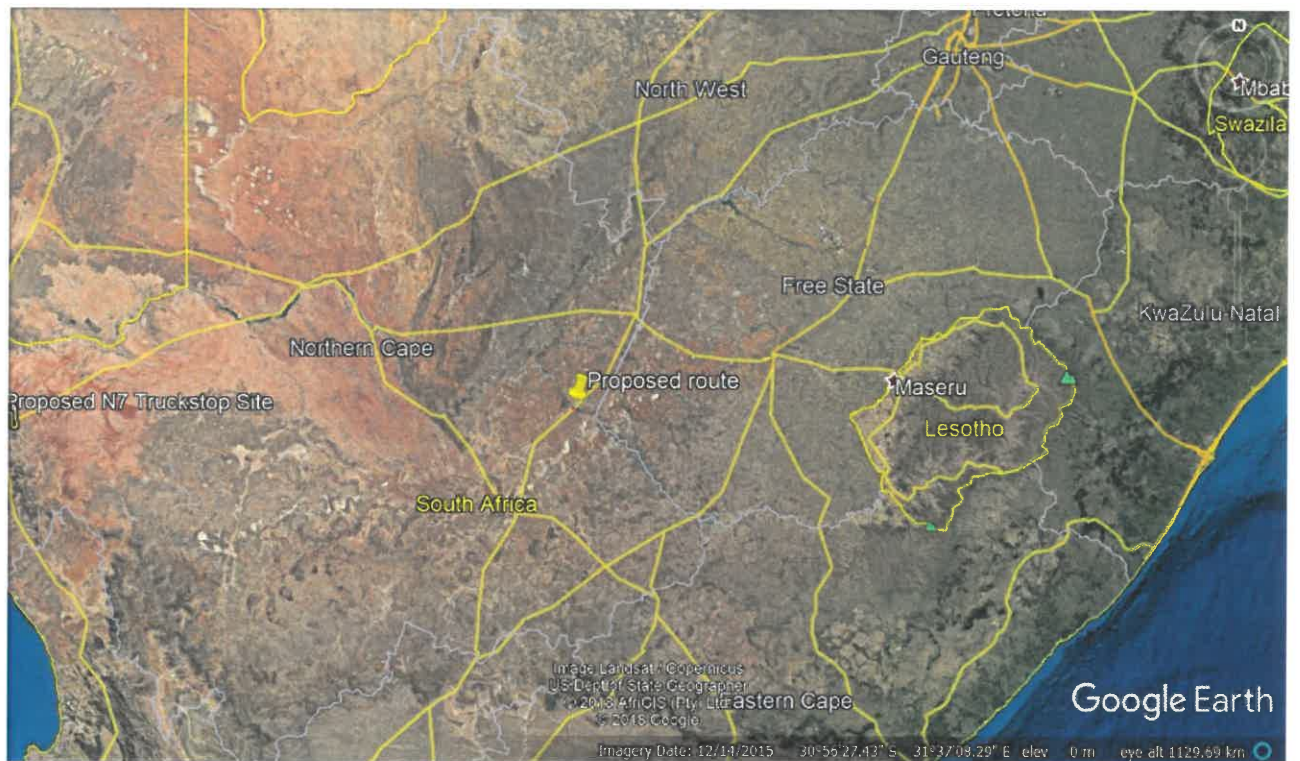 Pretoria
N
Gauteng
North West
Mbab
Swazila
Free State
KwaZulu-Natal
Northern Cape
Proposed route
Maseru
Proposed N7 Truckstop Site
Lesotho
South Africa
Image Landsat / Copernicus
US Dept of State Geographer
© 2018 AfriGIS (Pty) Ltd.
© 2018 Google
Eastern Cape
Google Earth
Imagery Date: 12/14/2015 30°56'27.43" S 31°37'09.29" E elev 0 m eye alt 1129.69 km